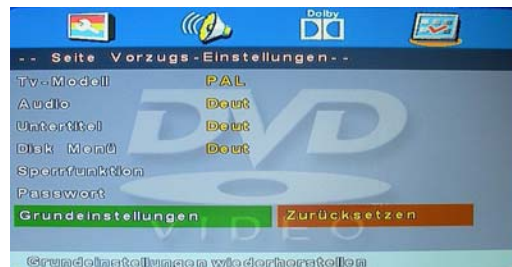 Dolby
-- Seite Vorzugs-Einstellungen--
Tv-Modell PAL
Audio Deut
Untertitel Deut
Disk Menü Deut
Sperrfunktion
Passwort
Grundeinstellungen Zurücksetzen
DVD
VIDEO
Grundeinstellungen wiederherstellen